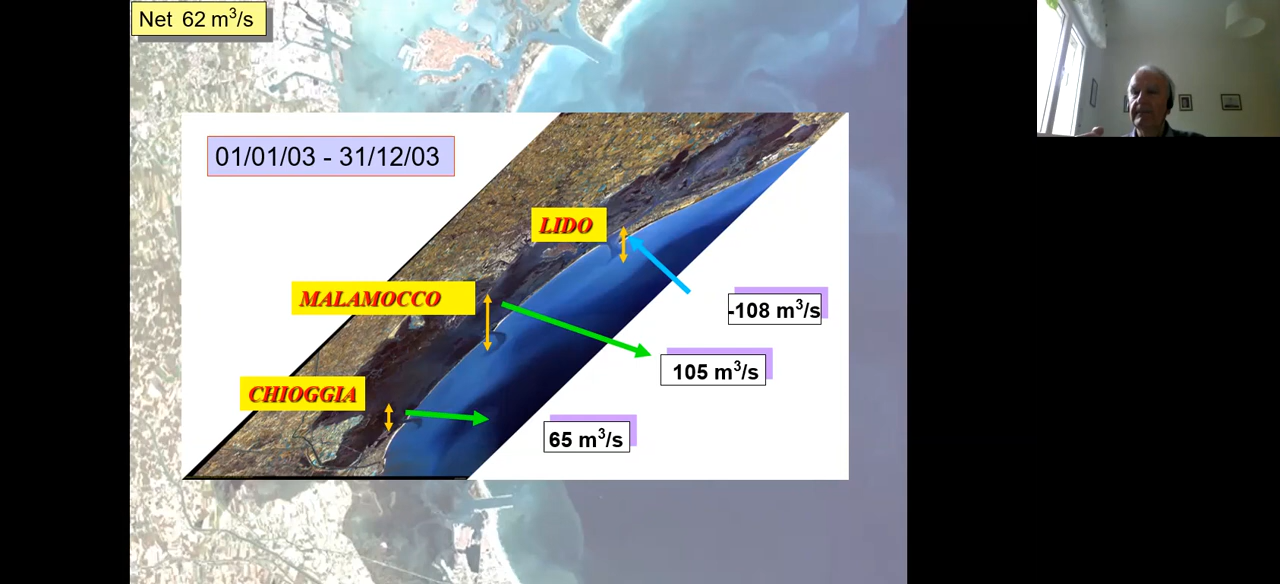 Net 62 m³/s
01/01/03 - 31/12/03
LIDO
MALAMOCCO
-108 m³/s
105 m³/s
CHIOGGIA
65 m³/s